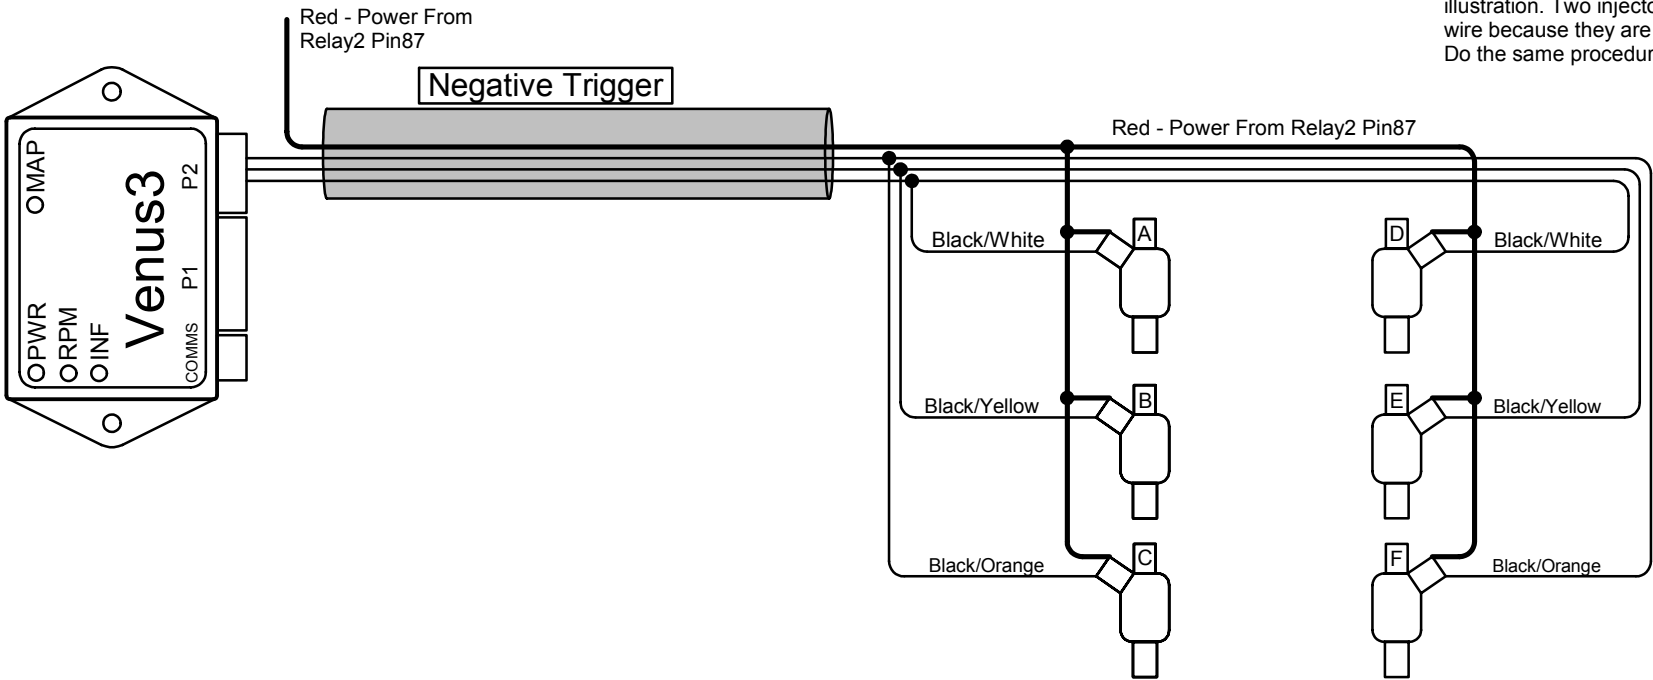 illustration. Two injecto
wire because they are
Do the same procedur
Red - Power From
Relay2 Pin87
Negative Trigger
Red - Power From Relay2 Pin87
MAP
PWR
RPM
INF
Venus3
P2
P1
COMMS
A
Black/White
D
Black/White
B
Black/Yellow
E
Black/Yellow
C
Black/Orange
F
Black/Orange